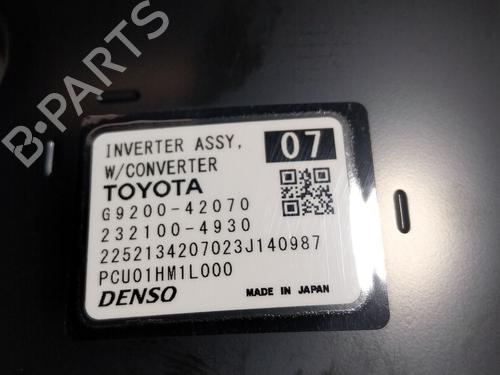 B-PARTS
INVERTER ASSY, 07
W/CONVERTER
TOYOTA
G9200-42070
232100-4930
2252134207023J140987
PCU01HM1L000
DENSO MADE IN JAPAN